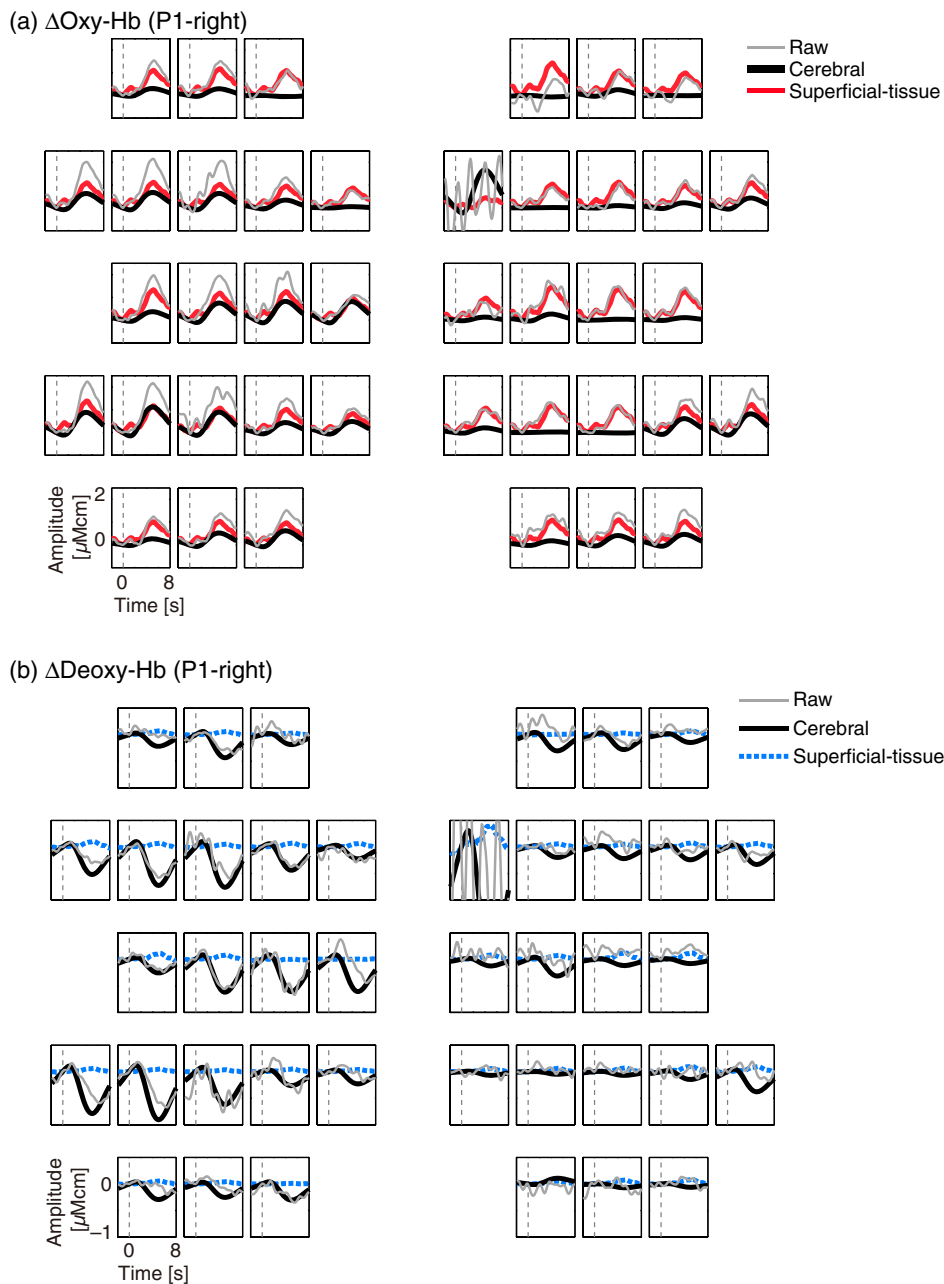 (a) ΔOxy-Hb (P1-right)
Raw
Cerebral
Superficial-tissue
Amplitude
[μMcm]
2
0
0 8
Time [s]
(b) ΔDeoxy-Hb (P1-right)
Raw
Cerebral
Superficial-tissue
Amplitude
[μMcm]
0
−1
0 8
Time [s]